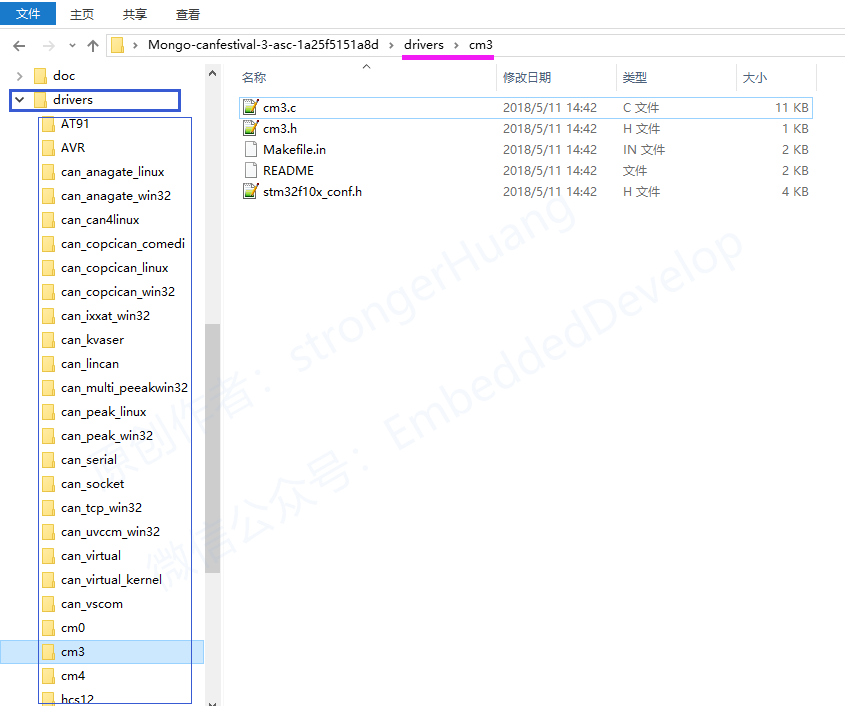 文件 主页 共享 查看
Mongo-canfestival-3-asc-1a25f5151a8d drivers cm3
doc
drivers
AT91
AVR
can_anagate_linux
can_anagate_win32
can_can4linux
can_copcican_comedi
can_copcican_linux
can_copcican_win32
can_ixxat_win32
can_kvaser
can_lincan
can_multi_peeakwin32
can_peak_linux
can_peak_win32
can_serial
can_socket
can_tcp_win32
can_uvccm_win32
can_virtual
can_virtual_kernel
can_vscom
cm0
cm3
cm4
hcs12
名称 修改日期 类型 大小
cm3.c 2018/5/11 14:42 C 文件 11 KB
cm3.h 2018/5/11 14:42 H 文件 1 KB
Makefile.in 2018/5/11 14:42 IN 文件 2 KB
README 2018/5/11 14:42 文件 2 KB
stm32f10x_conf.h 2018/5/11 14:42 H 文件 4 KB
原创作者：strongerHuang
微信公众号：EmbeddedDevelop